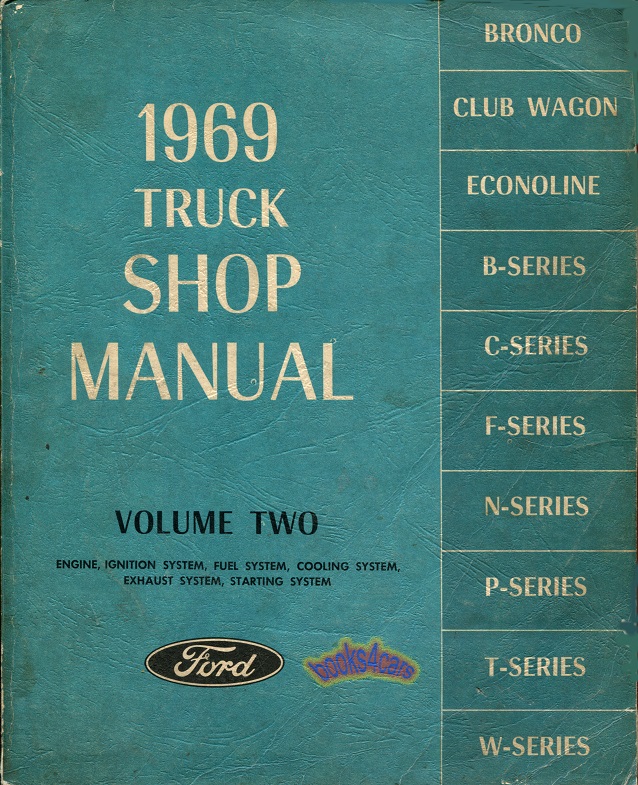 1969
TRUCK
SHOP
MANUAL
VOLUME TWO
ENGINE, IGNITION SYSTEM, FUEL SYSTEM, COOLING SYSTEM,
EXHAUST SYSTEM, STARTING SYSTEM
Ford
books4cars
BRONCO
CLUB WAGON
ECONOLINE
B-SERIES
C-SERIES
F-SERIES
N-SERIES
P-SERIES
T-SERIES
W-SERIES